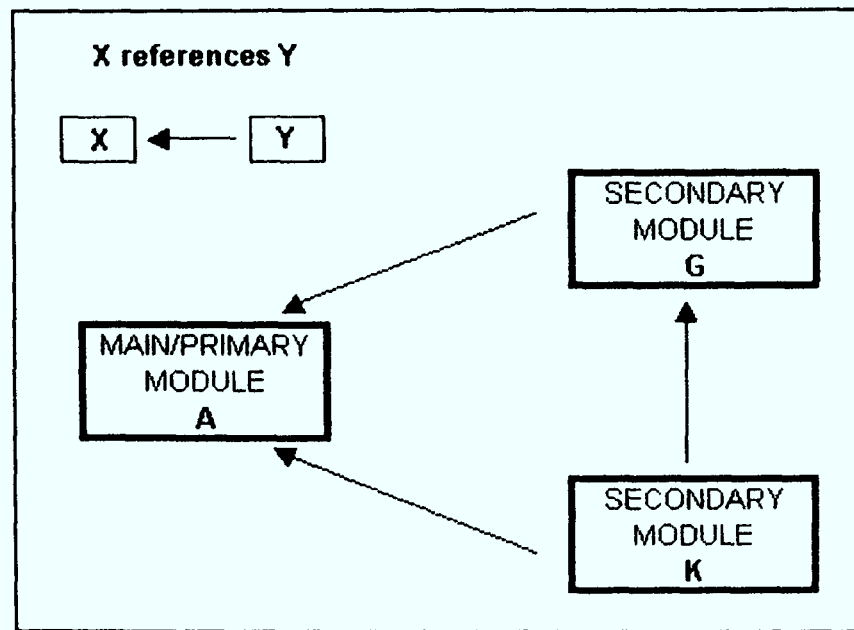 X references Y
X
Y
SECONDARY
MODULE
G
MAIN/PRIMARY
MODULE
A
SECONDARY
MODULE
K